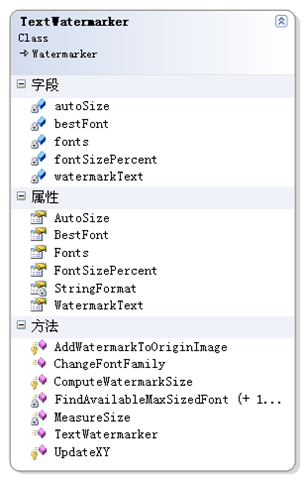 TextWatermarker
Class
Watermarker
字段
autoSize
bestFont
fonts
fontSizePercent
watermarkText
属性
AutoSize
BestFont
Fonts
FontSizePercent
StringFormat
WatermarkText
方法
AddWatermarkToOriginImage
ChangeFontFamily
ComputeWatermarkSize
FindAvailableMaxSizedFont (+ 1...
MeasureSize
TextWatermarker
UpdateXY